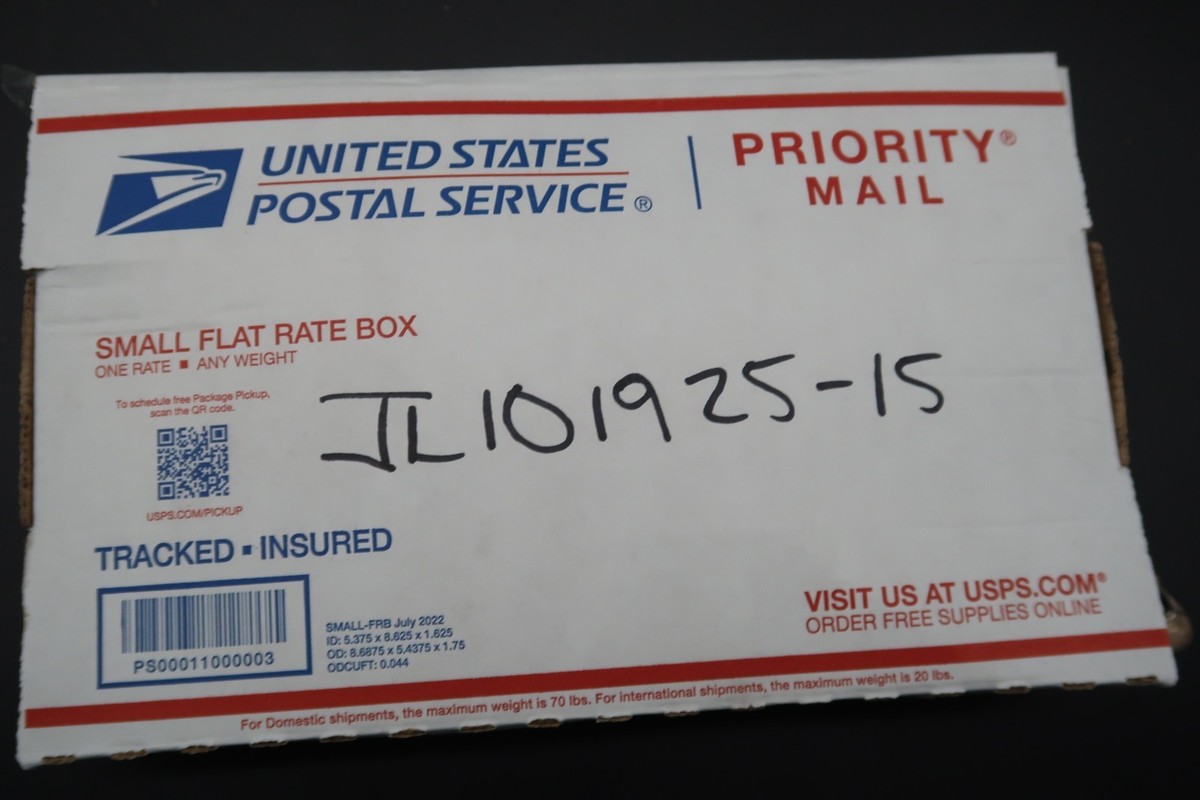 UNITED STATES
POSTAL SERVICE®
PRIORITY®
MAIL
SMALL FLAT RATE BOX
ONE RATE ▪ ANY WEIGHT
To schedule free Package Pickup,
scan the QR code.
USPS.COM/PICKUP
JL101925-15
TRACKED ▪ INSURED
PS00011000003
SMALL-FRB July 2022
ID: 5.375 x 8.625 x 1.625
OD: 8.6875 x 5.4375 x 1.75
ODCUFT: 0.044
VISIT US AT USPS.COM®
ORDER FREE SUPPLIES ONLINE
For Domestic shipments, the maximum weight is 70 lbs. For international shipments, the maximum weight is 20 lbs.